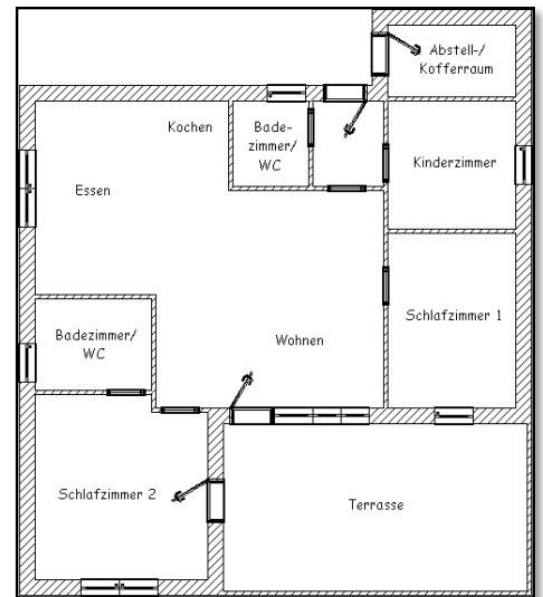 Abstell-/
Kofferraum
Kochen
Bade-
zimmer/
WC
Kinderzimmer
Essen
Schlafzimmer 1
Badezimmer/
WC
Wohnen
Schlafzimmer 2
Terrasse